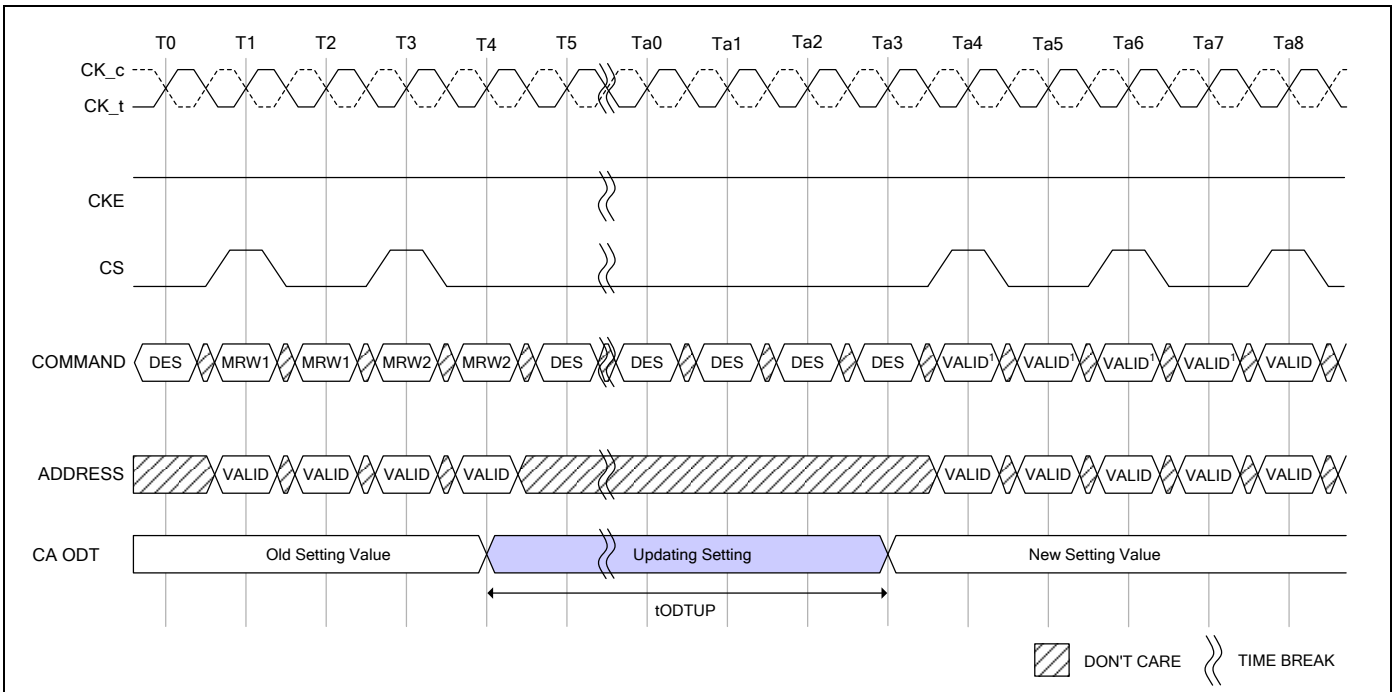 T0 T1 T2 T3 T4 T5 Ta0 Ta1 Ta2 Ta3 Ta4 Ta5 Ta6 Ta7 Ta8
CK_c
CK_t
CKE
CS
COMMAND DES MRW1 MRW1 MRW2 MRW2 DES DES DES DES DES VALID¹ VALID¹ VALID¹ VALID¹ VALID
ADDRESS VALID VALID VALID VALID VALID VALID VALID VALID VALID
CA ODT Old Setting Value Updating Setting New Setting Value
tODTUP
DON'T CARE TIME BREAK